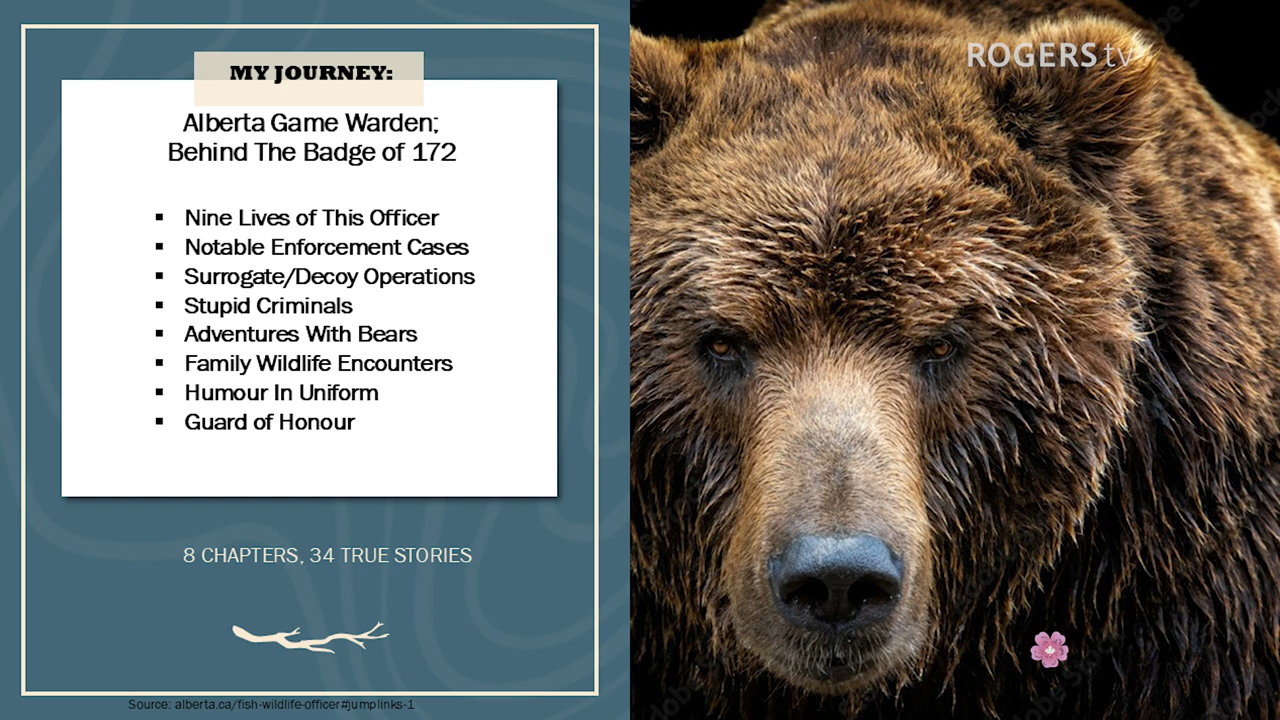 MY JOURNEY:
Alberta Game Warden;
Behind The Badge of 172
▪ Nine Lives of This Officer
▪ Notable Enforcement Cases
▪ Surrogate/Decoy Operations
▪ Stupid Criminals
▪ Adventures With Bears
▪ Family Wildlife Encounters
▪ Humour In Uniform
▪ Guard of Honour
8 CHAPTERS, 34 TRUE STORIES
Source: alberta.ca/fish-wildlife-officer#jumplinks-1
ROGERS tv